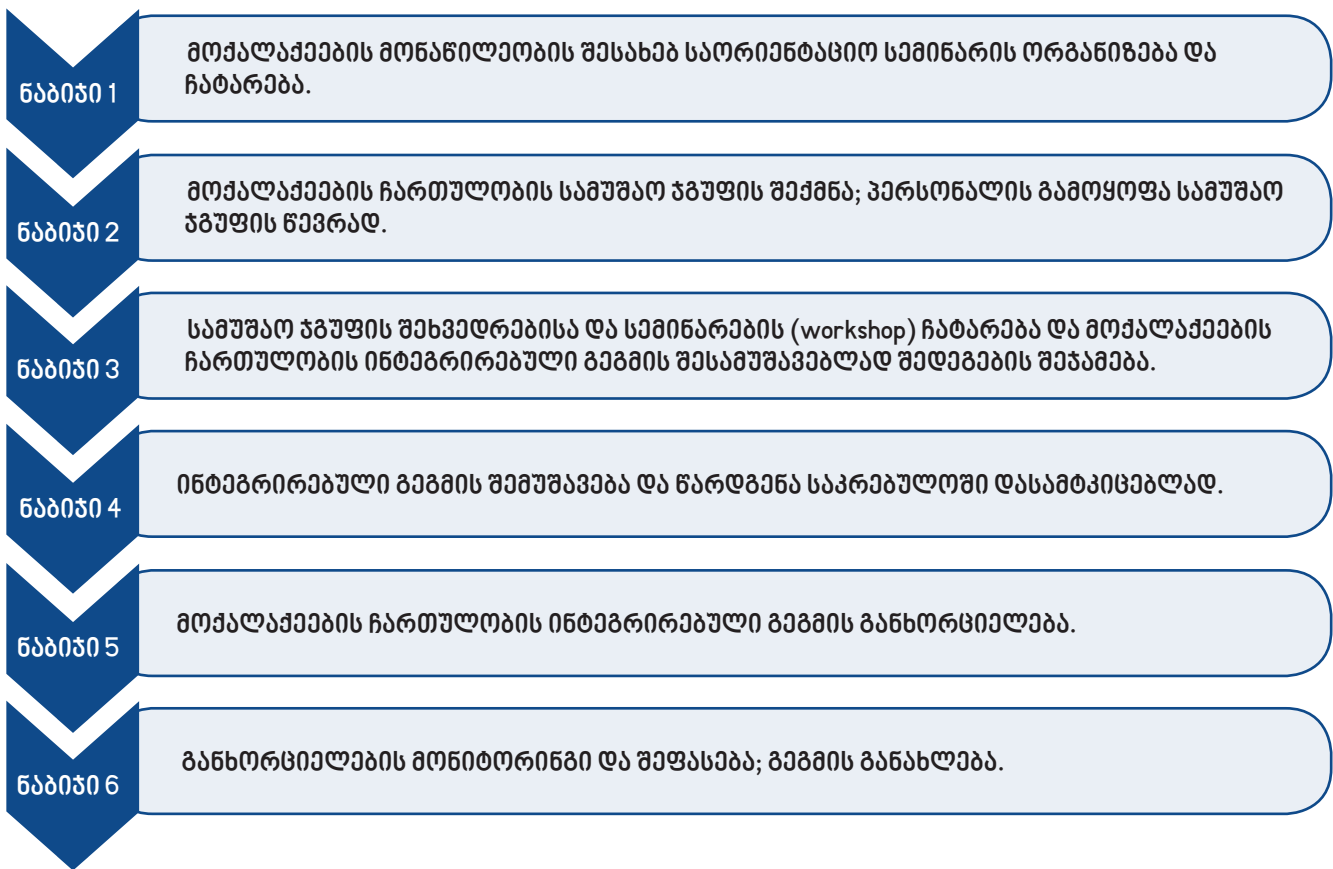 ნაბიჯი 1
მოქალაქეების მონაწილეობის შესახებ საორიენტაციო სემინარის ორგანიზება და
ჩატარება.
ნაბიჯი 2
მოქალაქეების ჩართულობის სამუშაო ჯგუფის შექმნა; პერსონალის გამოყოფა სამუშაო
ჯგუფის წევრად.
ნაბიჯი 3
სამუშაო ჯგუფის შეხვედრებისა და სემინარების (workshop) ჩატარება და მოქალაქეების
ჩართულობის ინტეგრირებული გეგმის შესამუშავებლად შედეგების შეჯამება.
ნაბიჯი 4
ინტეგრირებული გეგმის შემუშავება და წარდგენა საკრებულოში დასამტკიცებლად.
ნაბიჯი 5
მოქალაქეების ჩართულობის ინტეგრირებული გეგმის განხორციელება.
ნაბიჯი 6
განხორციელების მონიტორინგი და შეფასება; გეგმის განახლება.